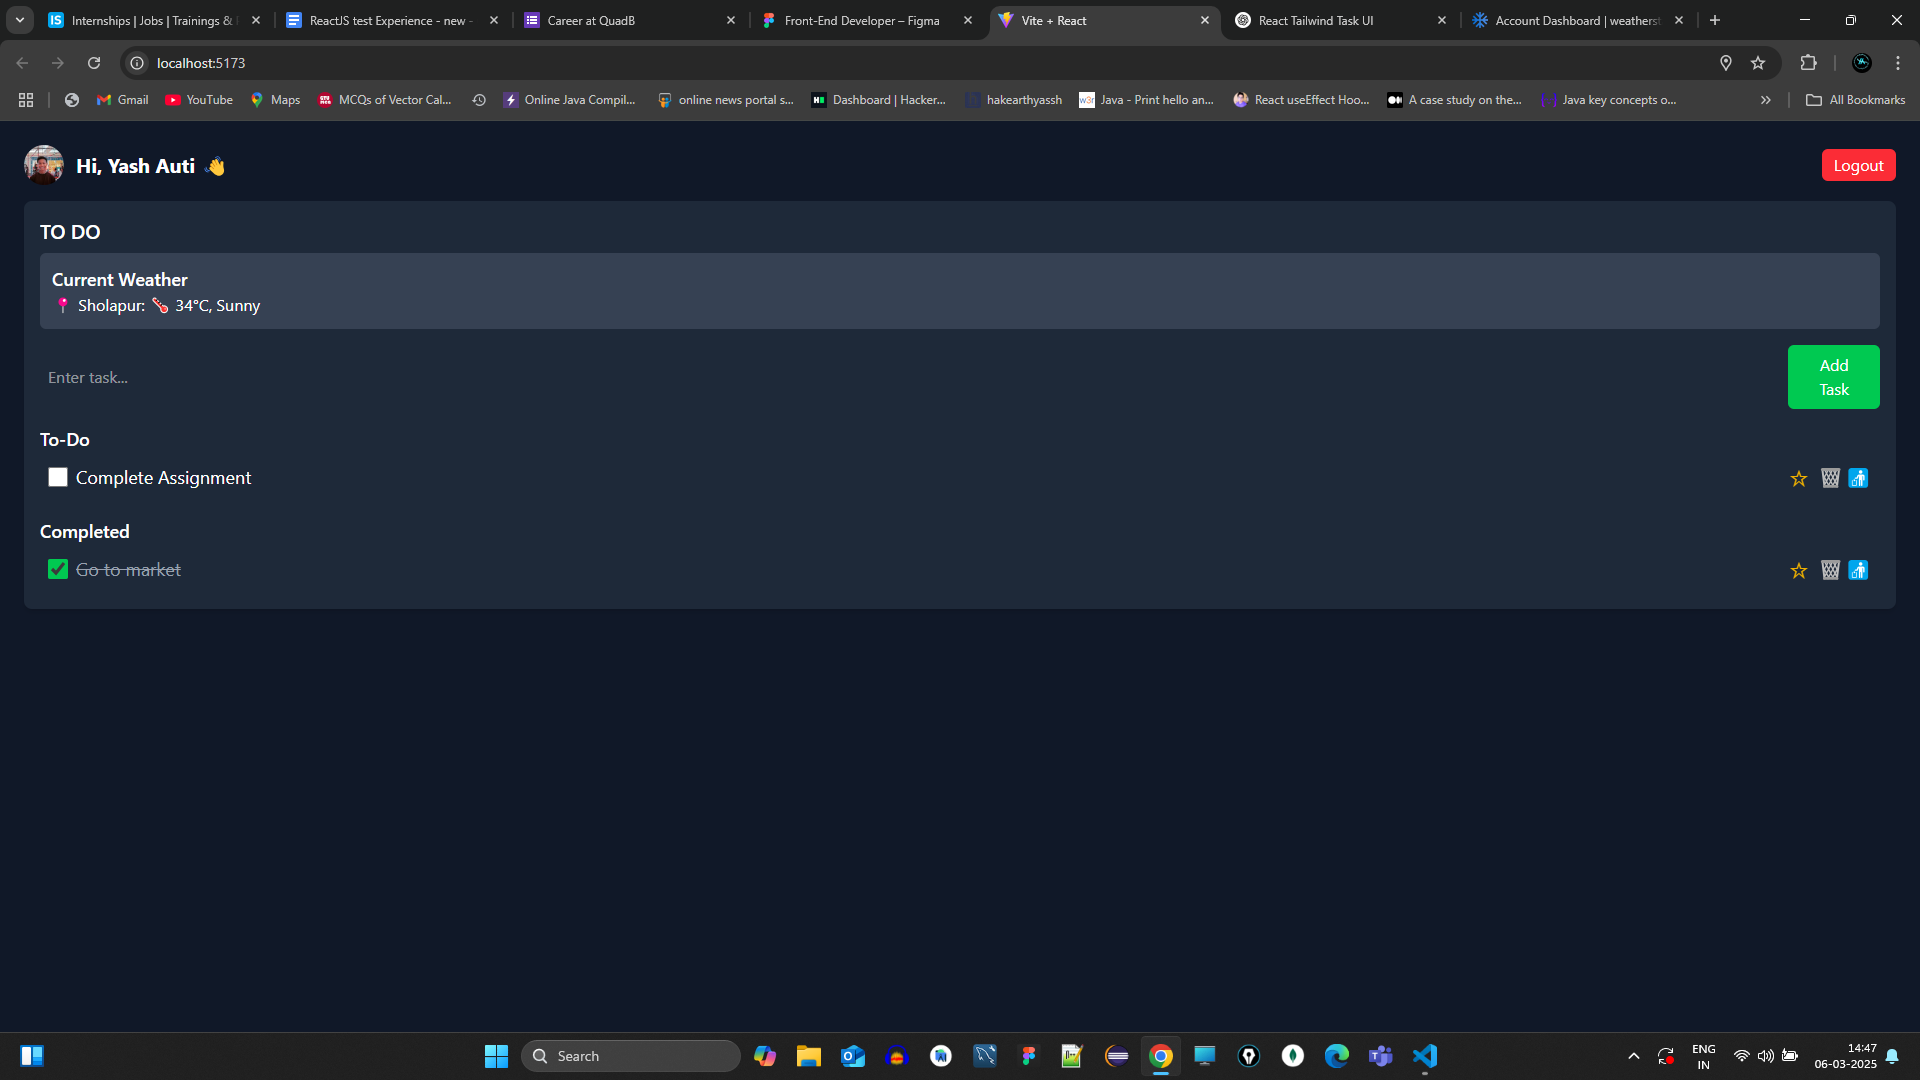 Internships | Jobs | Trainings &
ReactJS test Experience - new -
Career at QuadB
Front-End Developer – Figma
Vite + React
React Tailwind Task UI
Account Dashboard | weatherst
localhost:5173
Gmail
YouTube
Maps
MCQs of Vector Cal...
Online Java Compil...
online news portal s...
Dashboard | Hacker...
hakearthyassh
Java - Print hello an...
React useEffect Hoo...
A case study on the...
Java key concepts o...
All Bookmarks
Hi, Yash Auti 👋
Logout
TO DO
Current Weather
📍 Sholapur: 🌡️ 34°C, Sunny
Enter task...
Add
Task
To-Do
Complete Assignment
Completed
Go to market
Search
ENG
IN
14:47
06-03-2025